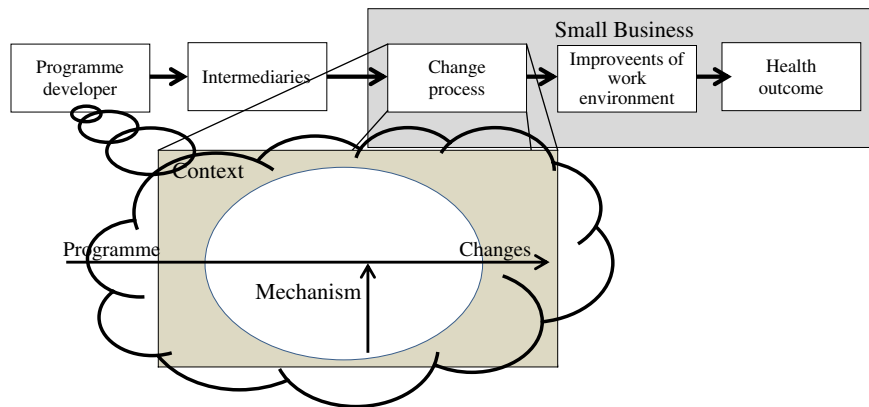 Small Business
Programme
developer
Intermediaries
Change
process
Improveents of
work
environment
Health
outcome
Context
Programme
Changes
Mechanism